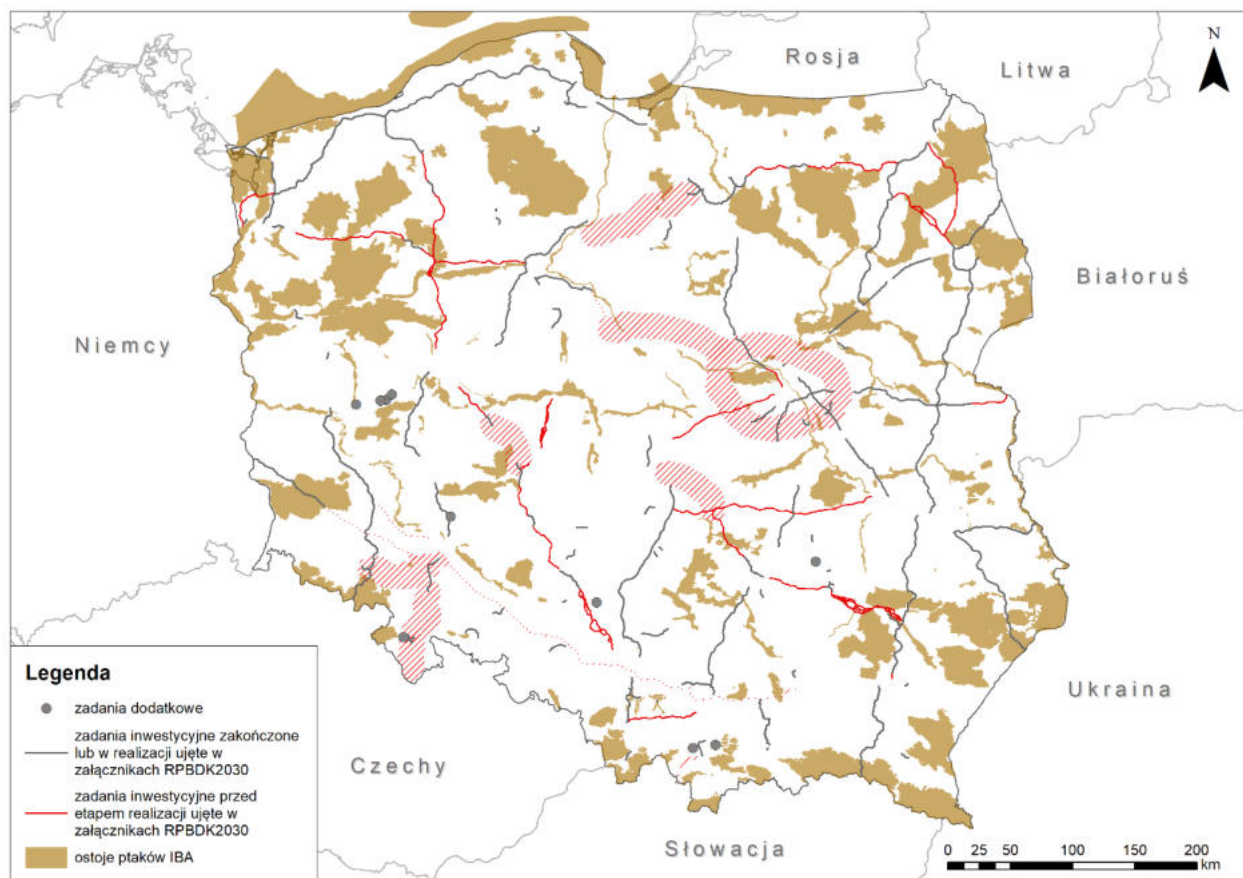 Rosja
N
Litwa
Białoruś
Niemcy
Ukraina
Czechy
Słowacja
Legenda
zadania dodatkowe
zadania inwestycyjne zakończone
lub w realizacji ujęte w
załącznikach RPBDK2030
zadania inwestycyjne przed
etapem realizacji ujęte w
załącznikach RPBDK2030
ostoje ptaków IBA
0 25 50 100 150 200
km